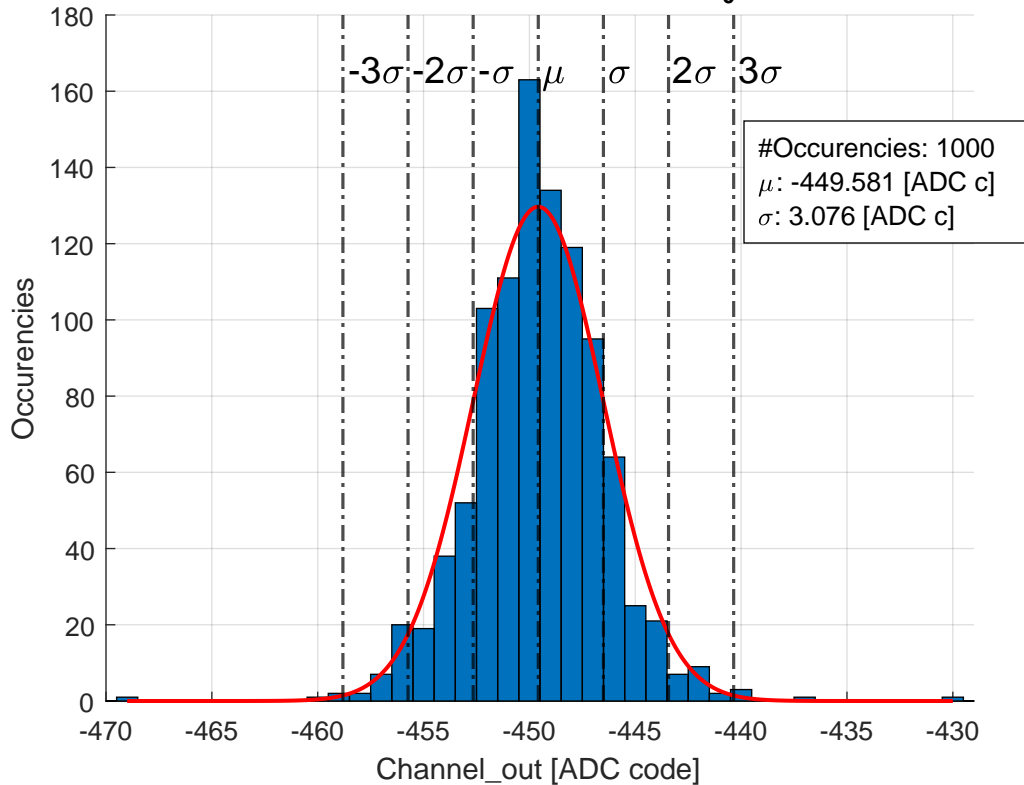 180
160
140
120
100
80
60
40
20
0
Occurencies
-3σ -2σ -σ μ σ 2σ 3σ
#Occurencies: 1000
μ: -449.581 [ADC c]
σ: 3.076 [ADC c]
-470 -465 -460 -455 -450 -445 -440 -435 -430
Channel_out [ADC code]